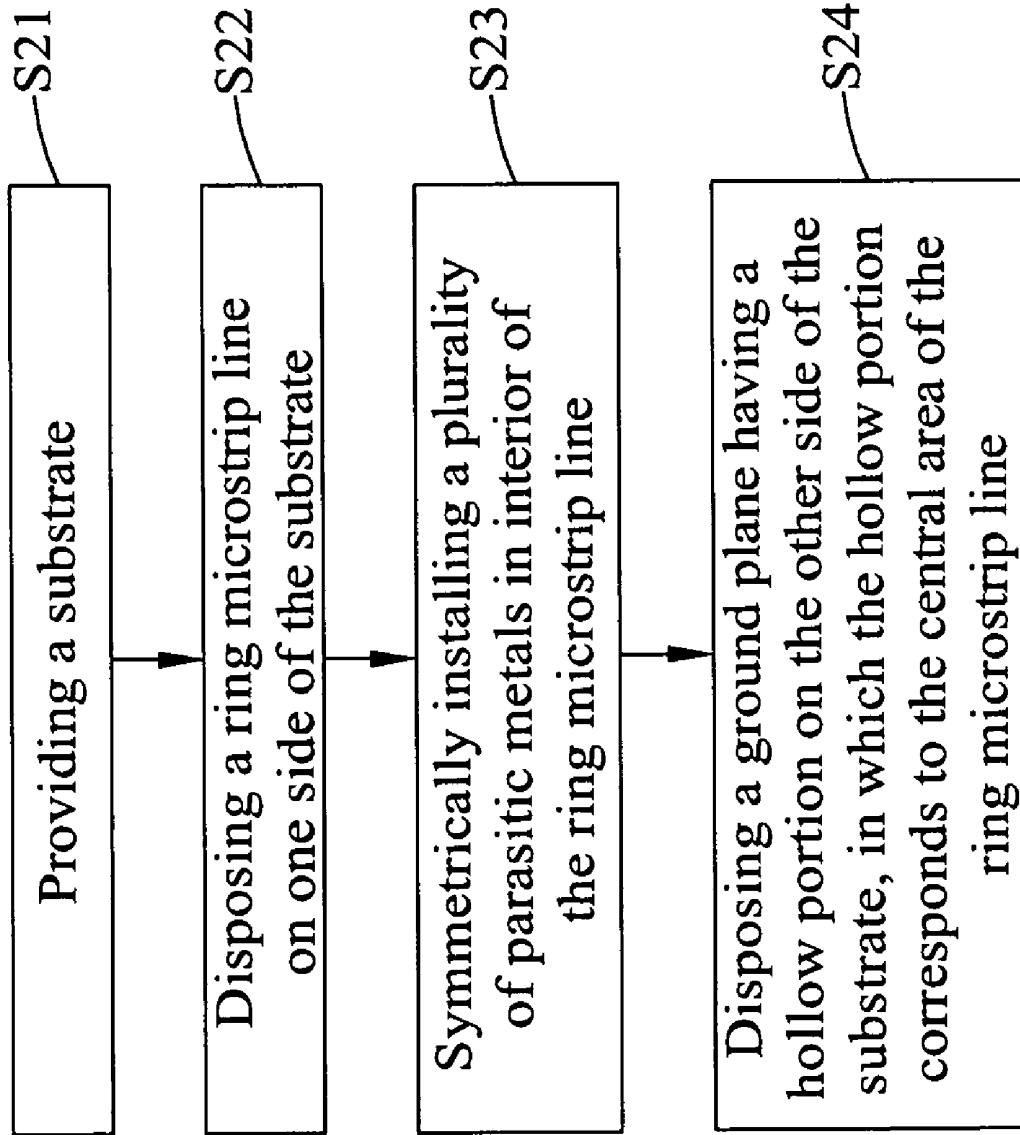 Providing a substrate
S21
Disposing a ring microstrip line
on one side of the substrate
S22
Symmetrically installing a plurality
of parasitic metals in interior of
the ring microstrip line
S23
Disposing a ground plane having a
hollow portion on the other side of the
substrate, in which the hollow portion
corresponds to the central area of the
ring microstrip line
S24